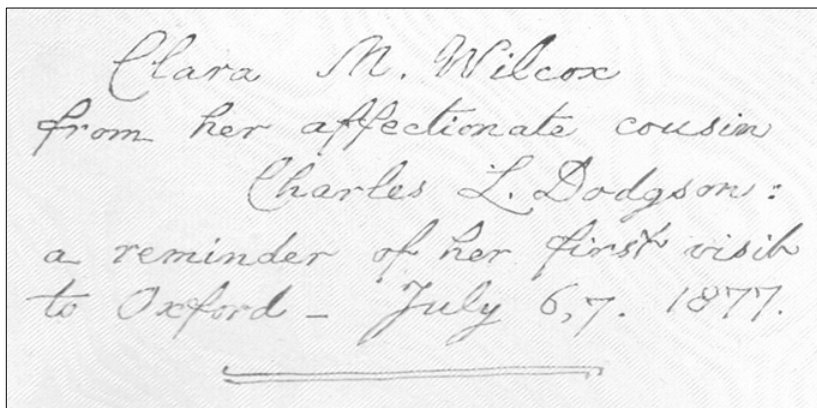 Clara M. Wilcox
from her affectionate cousin
Charles L. Dodgson:
a reminder of her first visit
to Oxford – July 6,7. 1877.